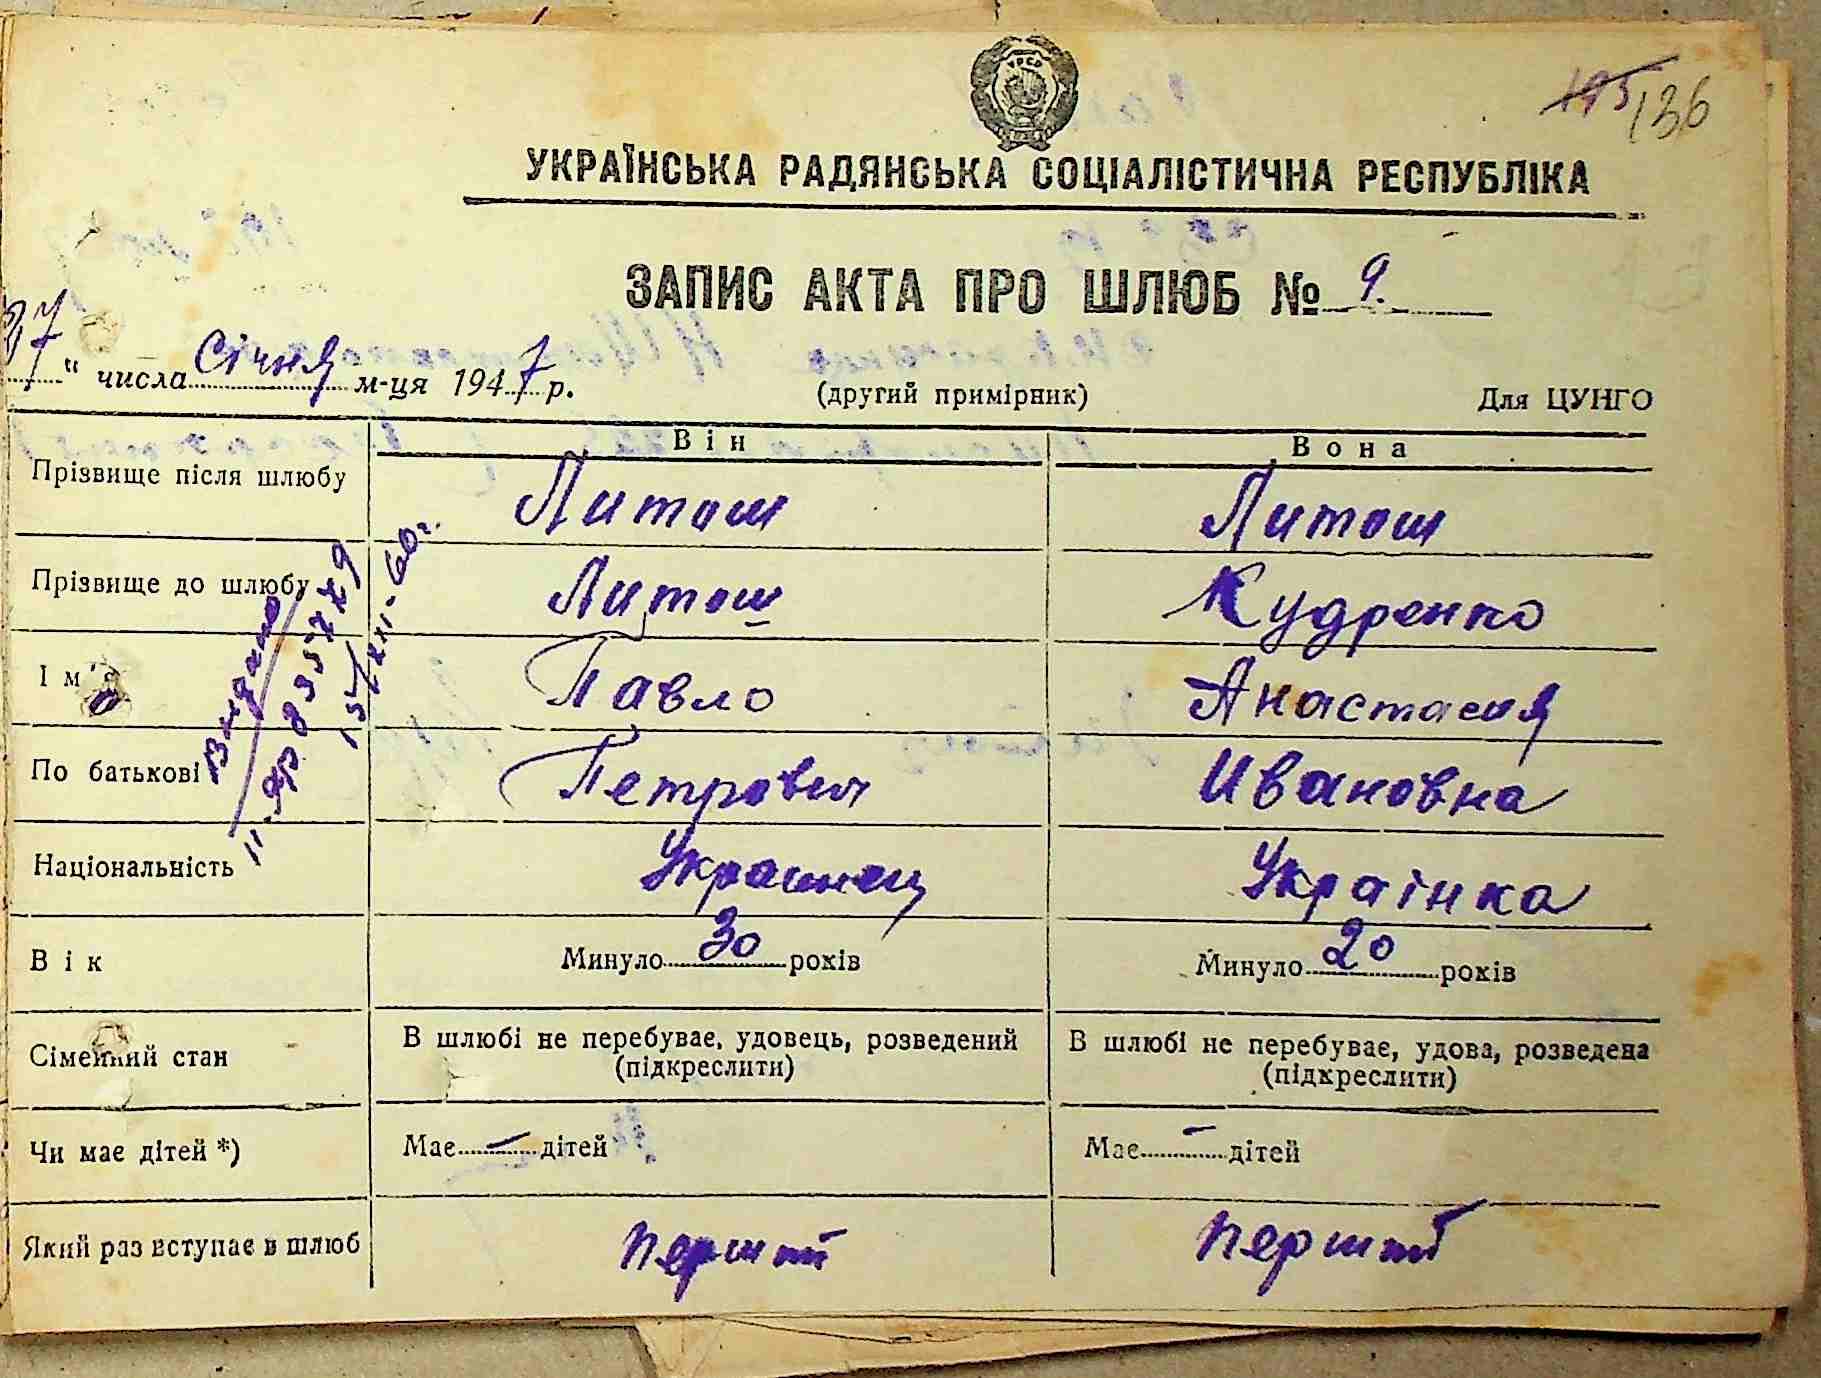 УРСР
195 136
УКРАЇНСЬКА РАДЯНСЬКА СОЦІАЛІСТИЧНА РЕСПУБЛІКА
ЗАПИС АКТА ПРО ШЛЮБ № 9.
27 " числа Січня м-ця 1947 р. (другий примірник) Для ЦУНГО
Він Вона
Прізвище після шлюбу Литош Литош
Прізвище до шлюбу Литош Кудренко
Ім'я Павло Анастасия
По батькові Петрович Ивановна
Національність Украинец Українка
Вік Минуло 30 років Минуло 20 років
Сімейний стан В шлюбі не перебуває, удовець, розведений (підкреслити) В шлюбі не перебуває, удова, розведена (підкреслити)
Чи має дітей *) Має — дітей Має — дітей
Який раз вступає в шлюб перший перший